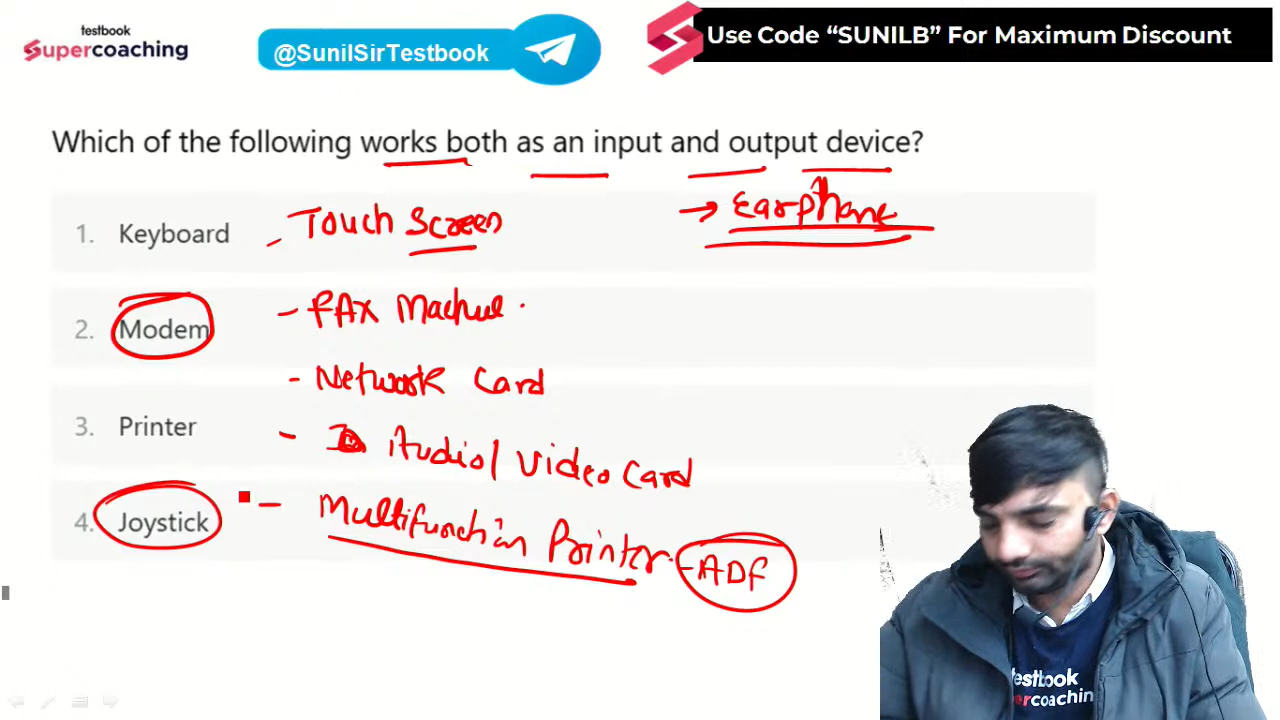 testbook
Supercoaching
@SunilSirTestbook
Use Code “SUNILB” For Maximum Discount
Which of the following works both as an input and output device?
→ Earphone
1. Keyboard
- Touch Screen
2. Modem
- FAX Machine
- Network Card
3. Printer
- Audio/Video Card
4. Joystick
- Multifunction Printer - ADF
testbook
percoaching